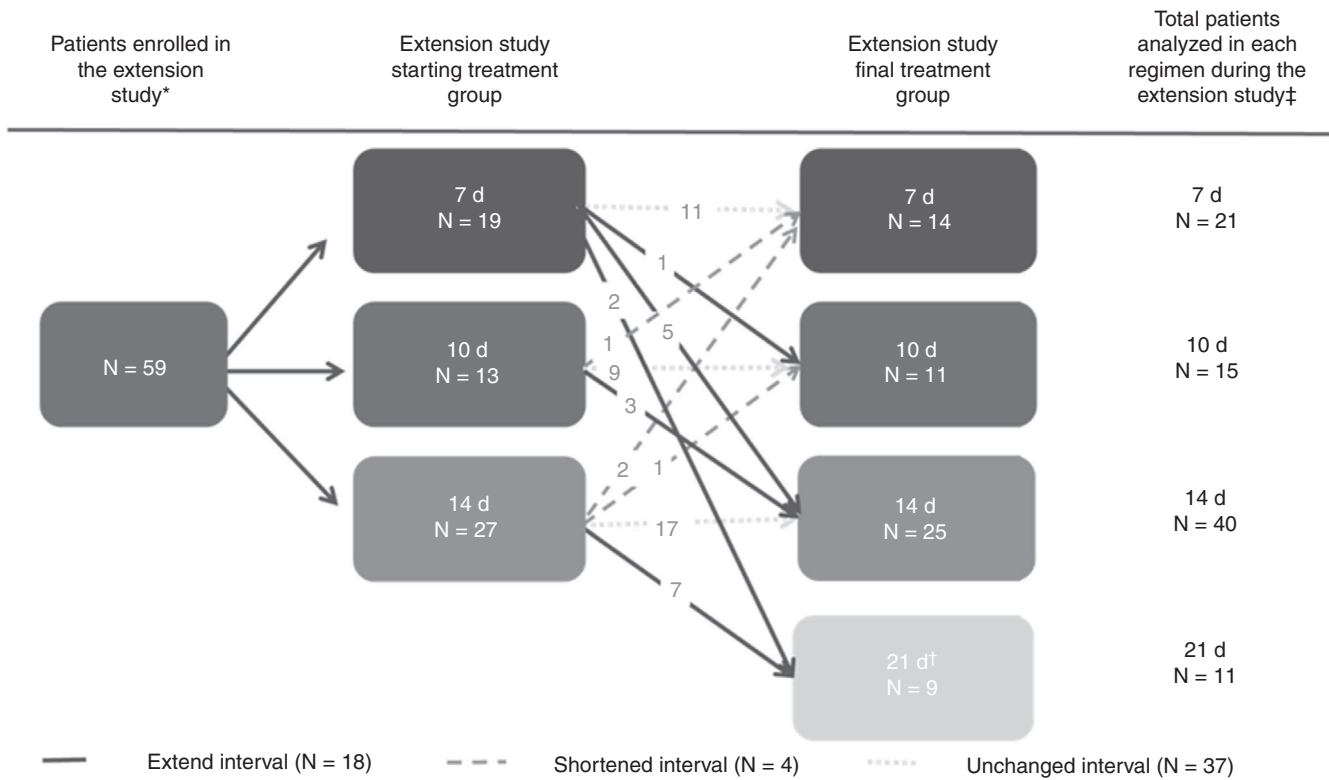 Patients enrolled in
the extension
study*
Extension study
starting treatment
group
Extension study
final treatment
group
Total patients
analyzed in each
regimen during the
extension study‡
N = 59
7 d
N = 19
10 d
N = 13
14 d
N = 27
11
1
2
5
1
9
3
2
1
17
7
7 d
N = 14
10 d
N = 11
14 d
N = 25
21 d†
N = 9
7 d
N = 21
10 d
N = 15
14 d
N = 40
21 d
N = 11
Extend interval (N = 18)
Shortened interval (N = 4)
Unchanged interval (N = 37)